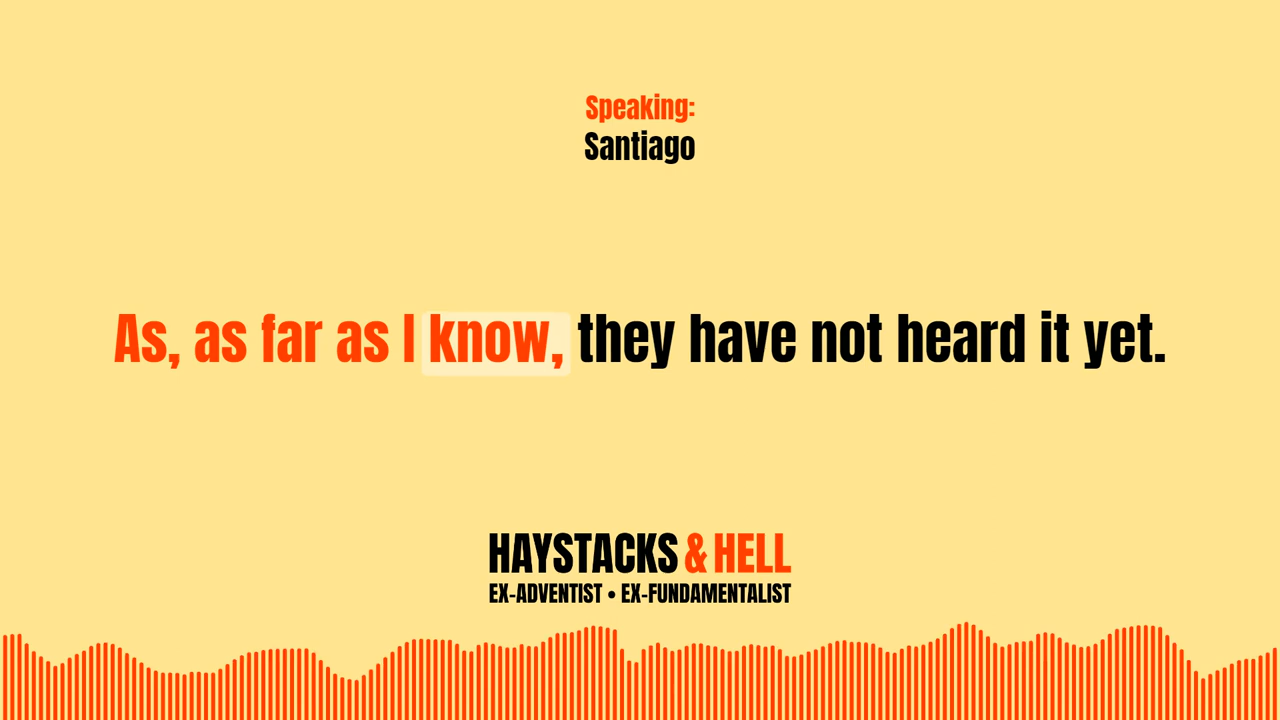 Speaking:
Santiago
As, as far as I know, they have not heard it yet.
HAYSTACKS & HELL
EX-ADVENTIST • EX-FUNDAMENTALIST